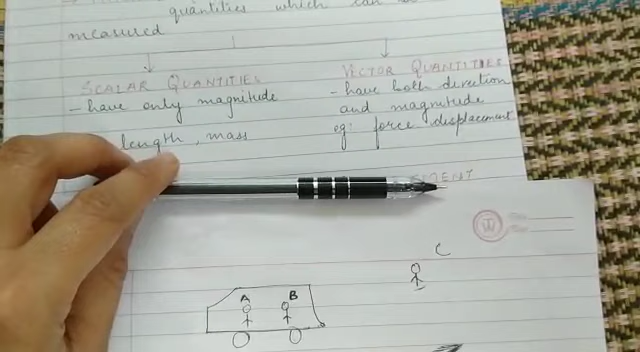 quantities which can be
measured
SCALAR QUANTITIES
- have only magnitude
length, mass
VECTOR QUANTITIES
- have both direction
and magnitude
eg: force displacement
C
A B